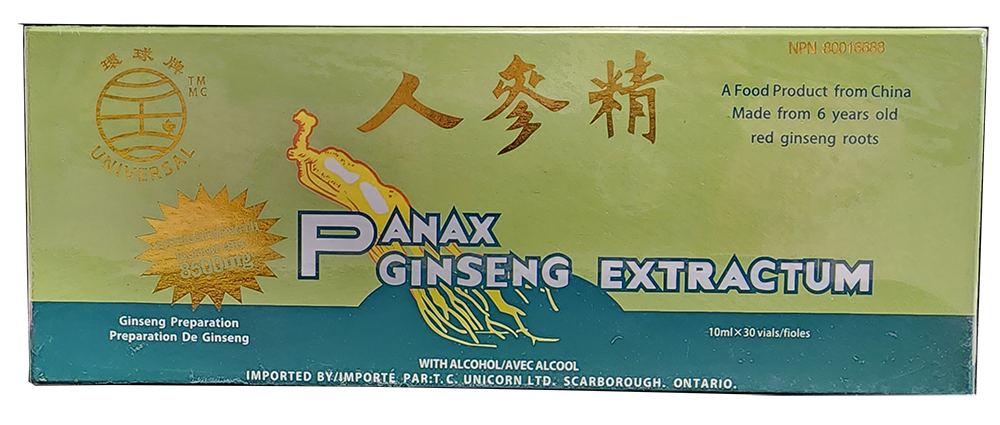 環球牌
TM
MC
UNIVERSAL
人參精
NPN 80016688
A Food Product from China
Made from 6 years old
red ginseng roots
8500mg
PANAX
GINSENG EXTRACTUM
Ginseng Preparation
Preparation De Ginseng
10ml×30 vials/fioles
WITH ALCOHOL/AVEC ALCOOL
IMPORTED BY/IMPORTÉ PAR:T.C. UNICORN LTD. SCARBOROUGH. ONTARIO.